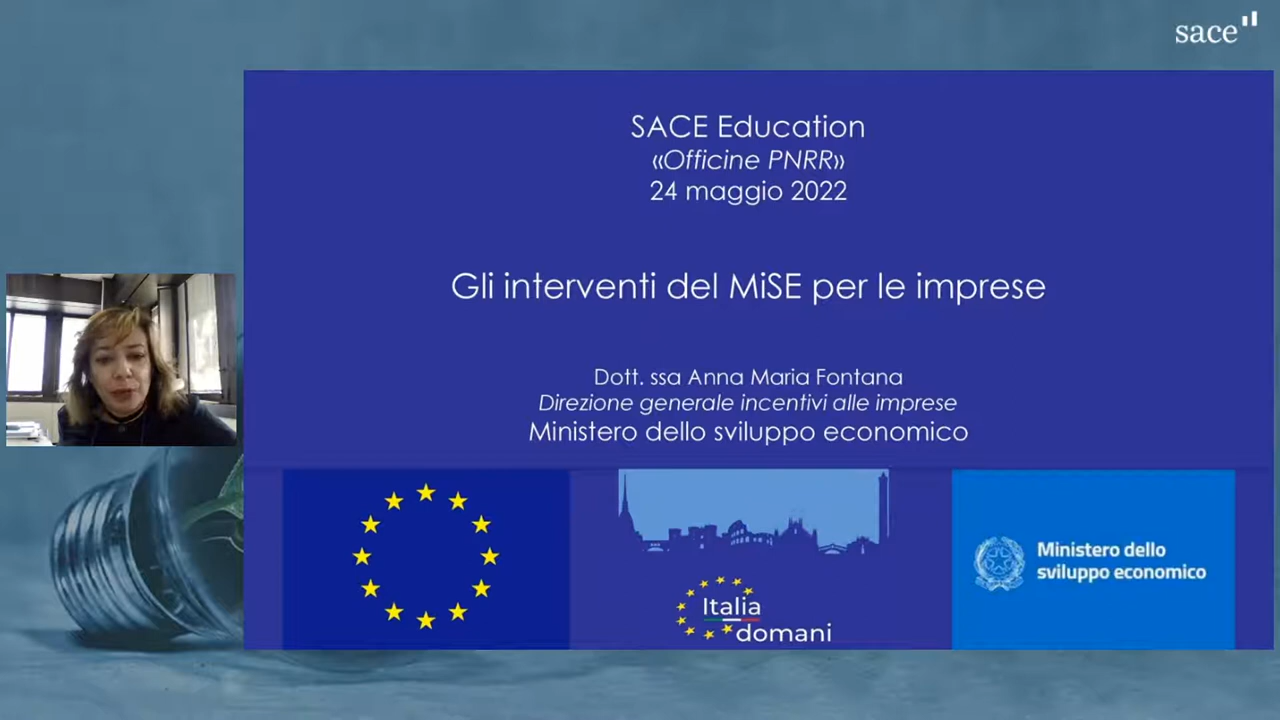 sace
SACE Education
«Officine PNRR»
24 maggio 2022
Gli interventi del MiSE per le imprese
Dott. ssa Anna Maria Fontana
Direzione generale incentivi alle imprese
Ministero dello sviluppo economico
Italia
domani
Ministero dello
sviluppo economico